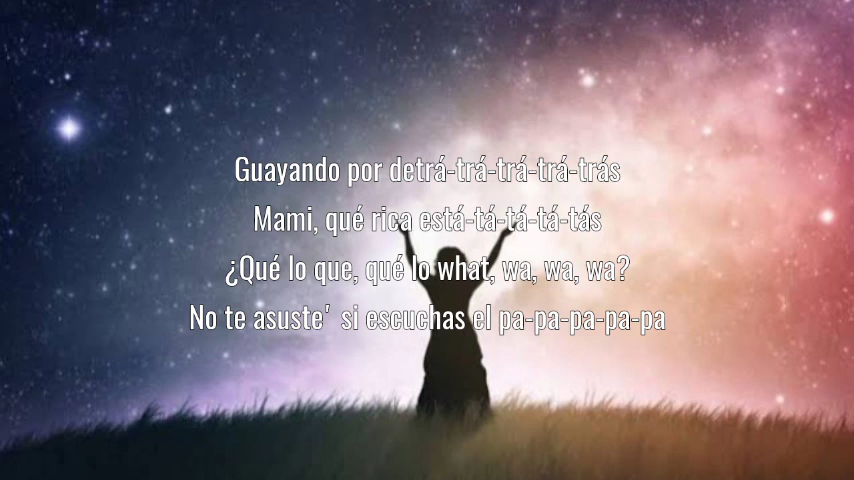 Guayando por detrá-trá-trá-trá-trás
Mami, qué rica está-tá-tá-tá-tás
¿Qué lo que, qué lo what, wa, wa, wa?
No te asuste' si escuchas el pa-pa-pa-pa-pa